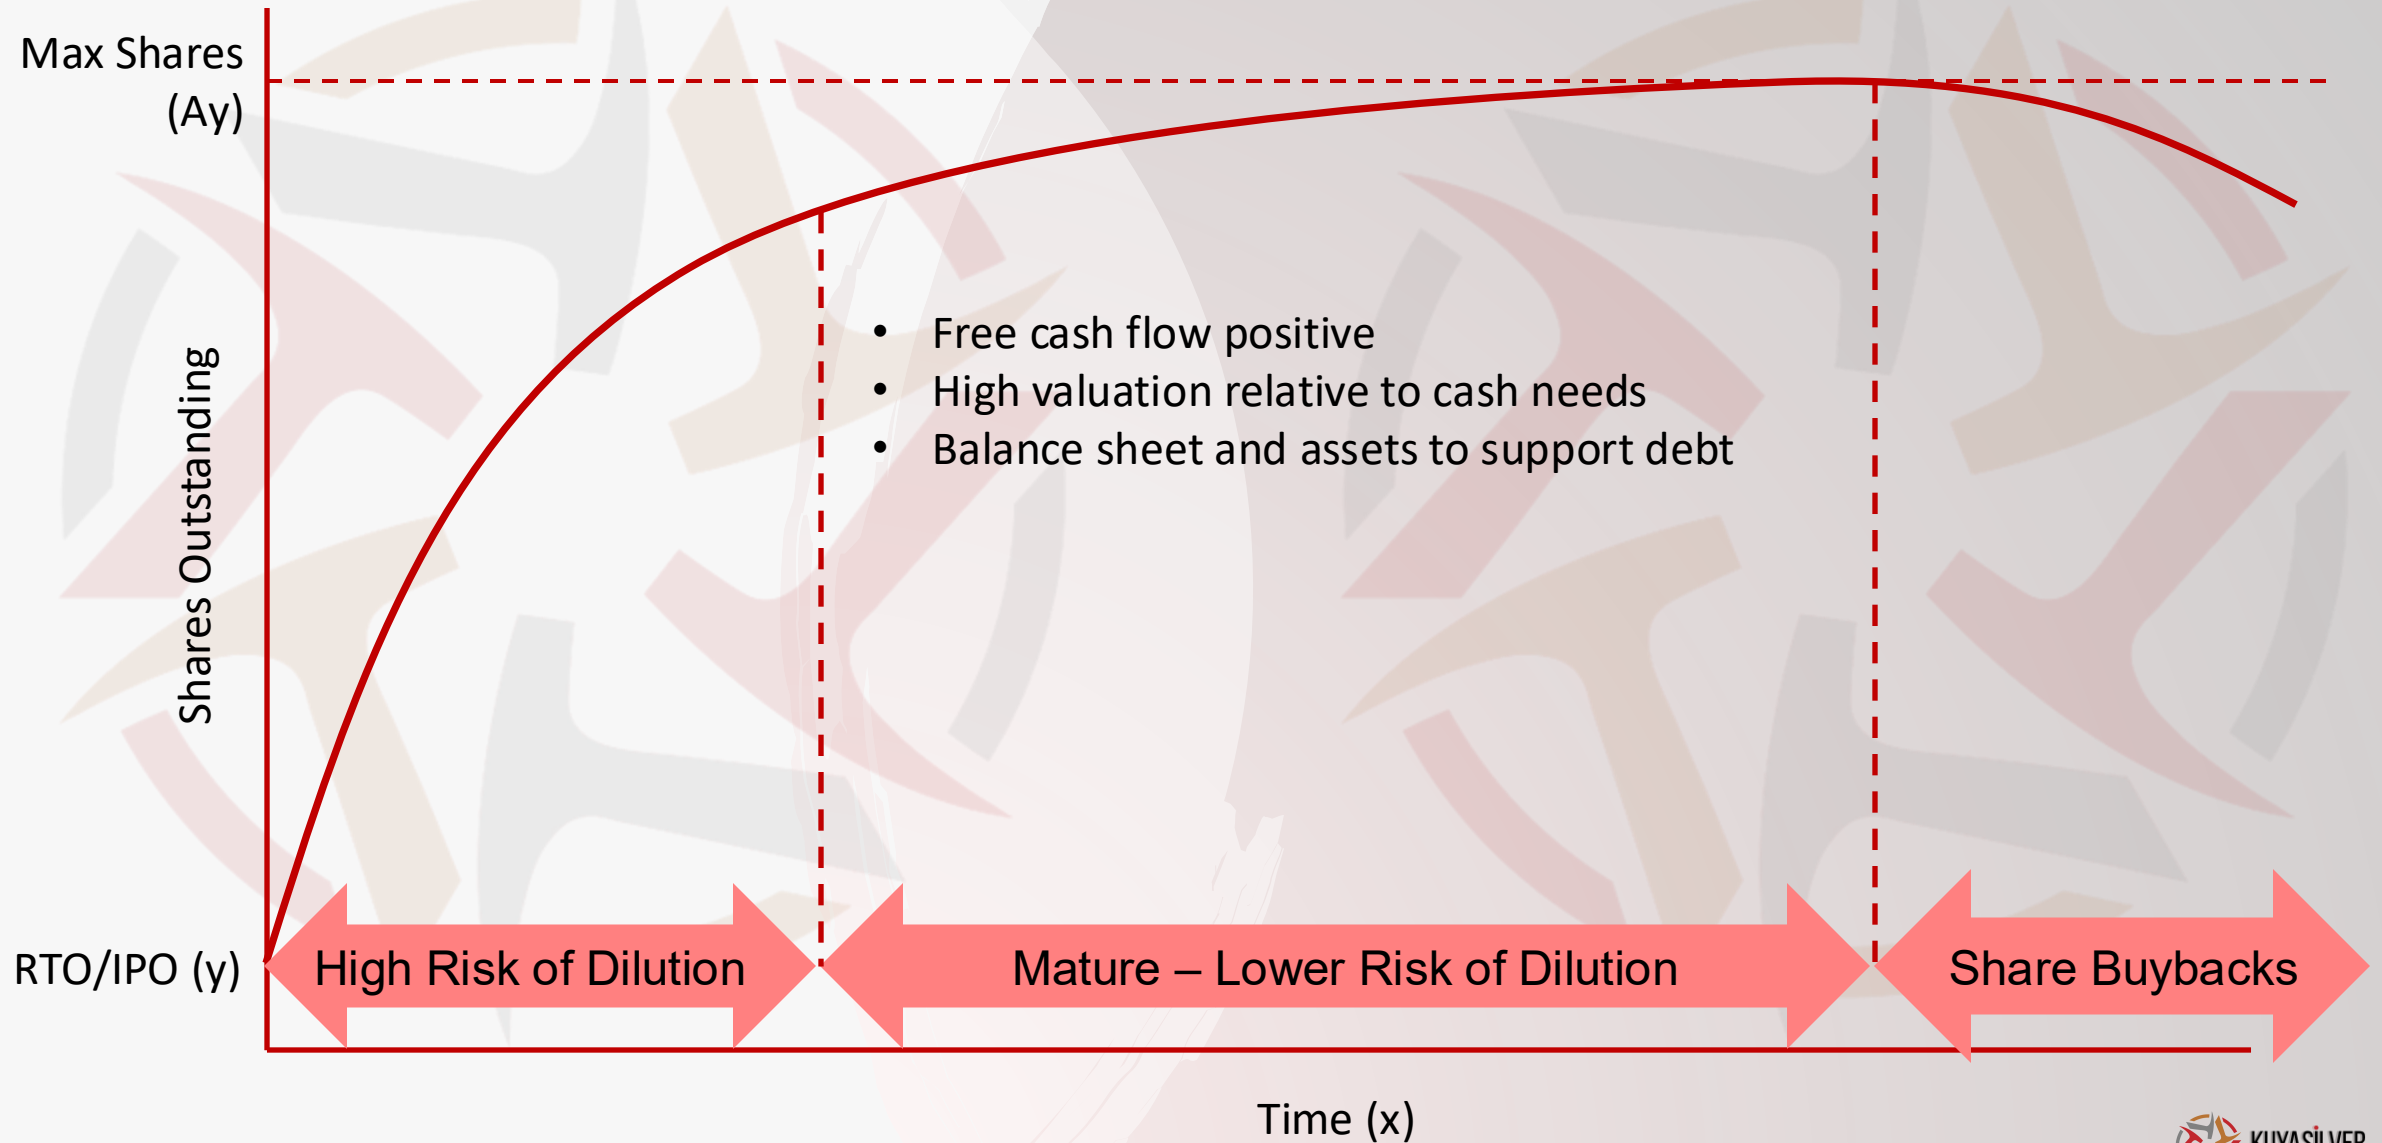 Max Shares
(Ay)
Shares Outstanding
• Free cash flow positive
• High valuation relative to cash needs
• Balance sheet and assets to support debt
RTO/IPO (y)
High Risk of Dilution
Mature – Lower Risk of Dilution
Share Buybacks
Time (x)
KUYASILVER